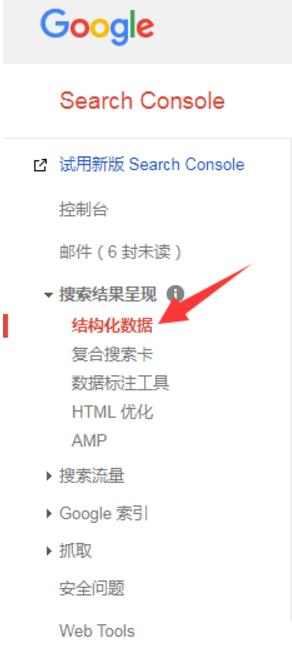 Google
Search Console
试用新版 Search Console
控制台
邮件（6 封未读）
搜索结果呈现 i
结构化数据
复合搜索卡
数据标注工具
HTML 优化
AMP
搜索流量
Google 索引
抓取
安全问题
Web Tools